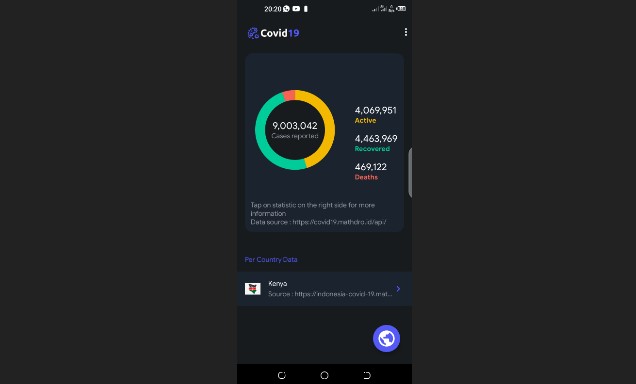 20:20
Covid19
9,003,042
Cases reported
4,069,951
Active
4,463,969
Recovered
469,122
Deaths
Tap on statistic on the right side for more
information
Data source : https://covid19.mathdro.id/api/
Per Country Data
Kenya
Source : https://indonesia-covid-19.mat...